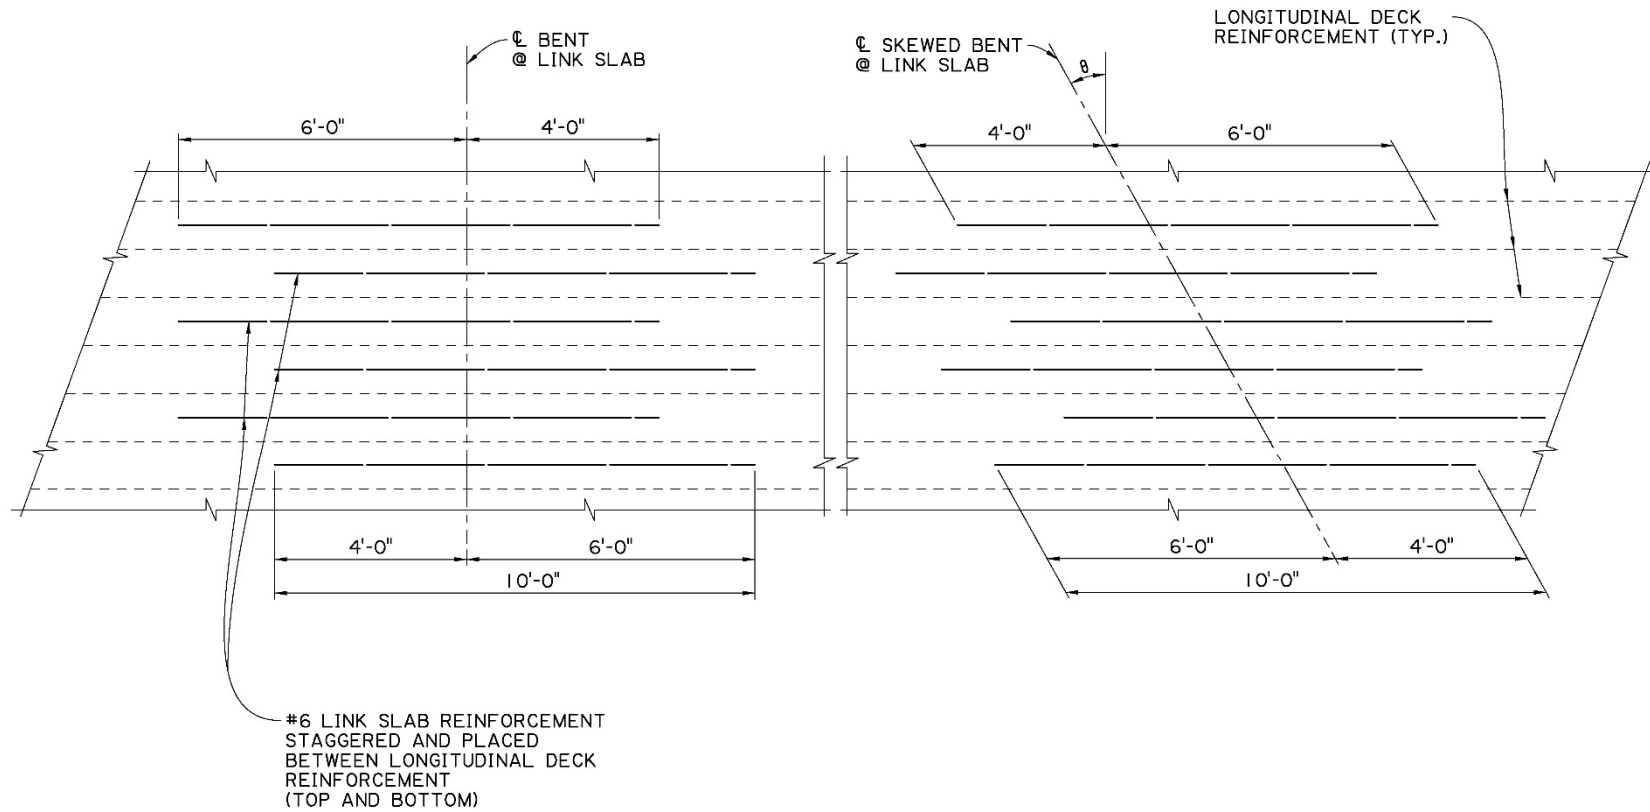 ℄ BENT
@ LINK SLAB
℄ SKEWED BENT
@ LINK SLAB
θ
LONGITUDINAL DECK
REINFORCEMENT (TYP.)
6'-0"
4'-0"
4'-0"
6'-0"
4'-0"
6'-0"
10'-0"
6'-0"
4'-0"
10'-0"
#6 LINK SLAB REINFORCEMENT
STAGGERED AND PLACED
BETWEEN LONGITUDINAL DECK
REINFORCEMENT
(TOP AND BOTTOM)